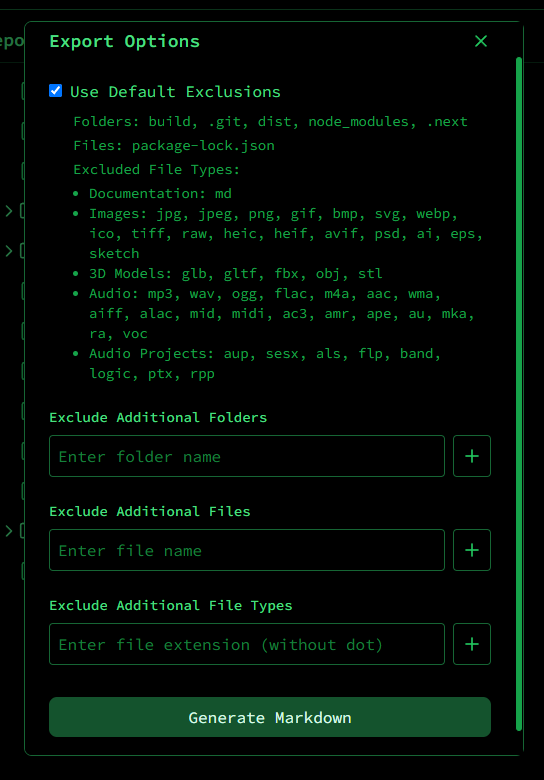 epo
Export Options
Use Default Exclusions
Folders: build, .git, dist, node_modules, .next
Files: package-lock.json
Excluded File Types:
• Documentation: md
• Images: jpg, jpeg, png, gif, bmp, svg, webp,
ico, tiff, raw, heic, heif, avif, psd, ai, eps,
sketch
• 3D Models: glb, gltf, fbx, obj, stl
• Audio: mp3, wav, ogg, flac, m4a, aac, wma,
aiff, alac, mid, midi, ac3, amr, ape, au, mka,
ra, voc
• Audio Projects: aup, sesx, als, flp, band,
logic, ptx, rpp
Exclude Additional Folders
Enter folder name
Exclude Additional Files
Enter file name
Exclude Additional File Types
Enter file extension (without dot)
Generate Markdown